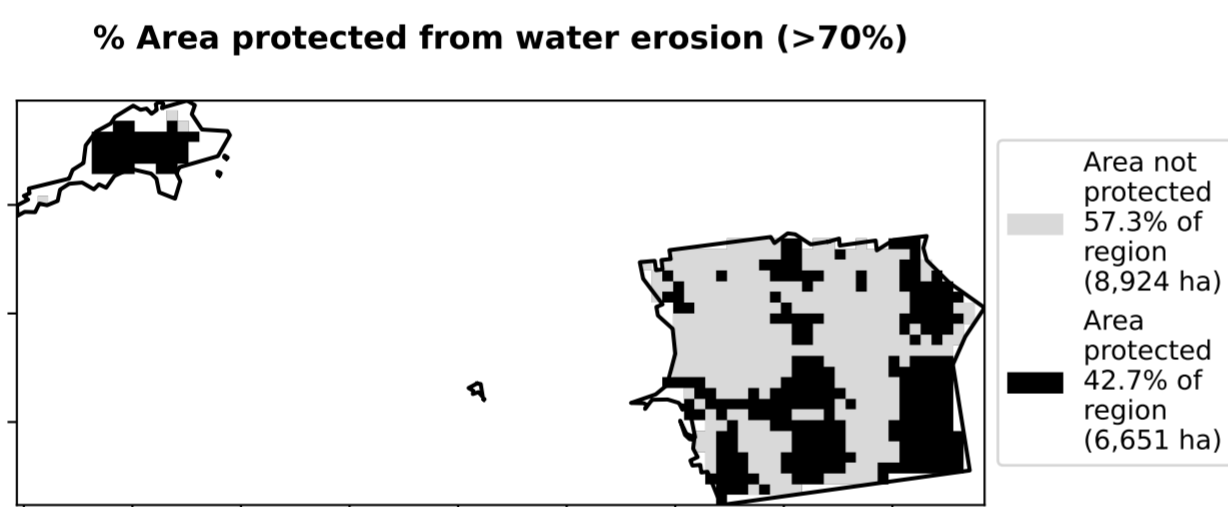 % Area protected from water erosion (>70%)
Area not
protected
57.3% of
region
(8,924 ha)
Area
protected
42.7% of
region
(6,651 ha)